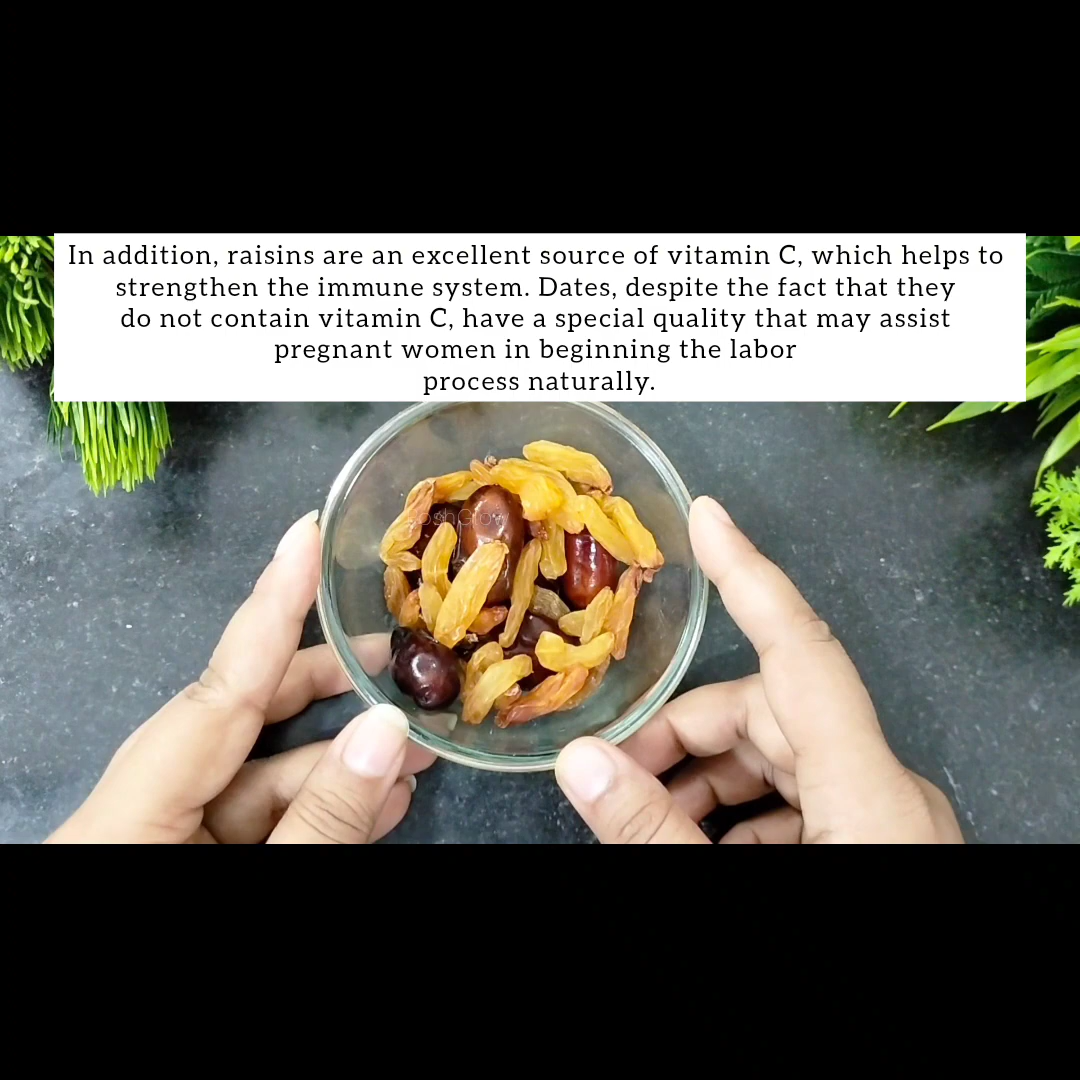 In addition, raisins are an excellent source of vitamin C, which helps to
strengthen the immune system. Dates, despite the fact that they
do not contain vitamin C, have a special quality that may assist
pregnant women in beginning the labor
process naturally.